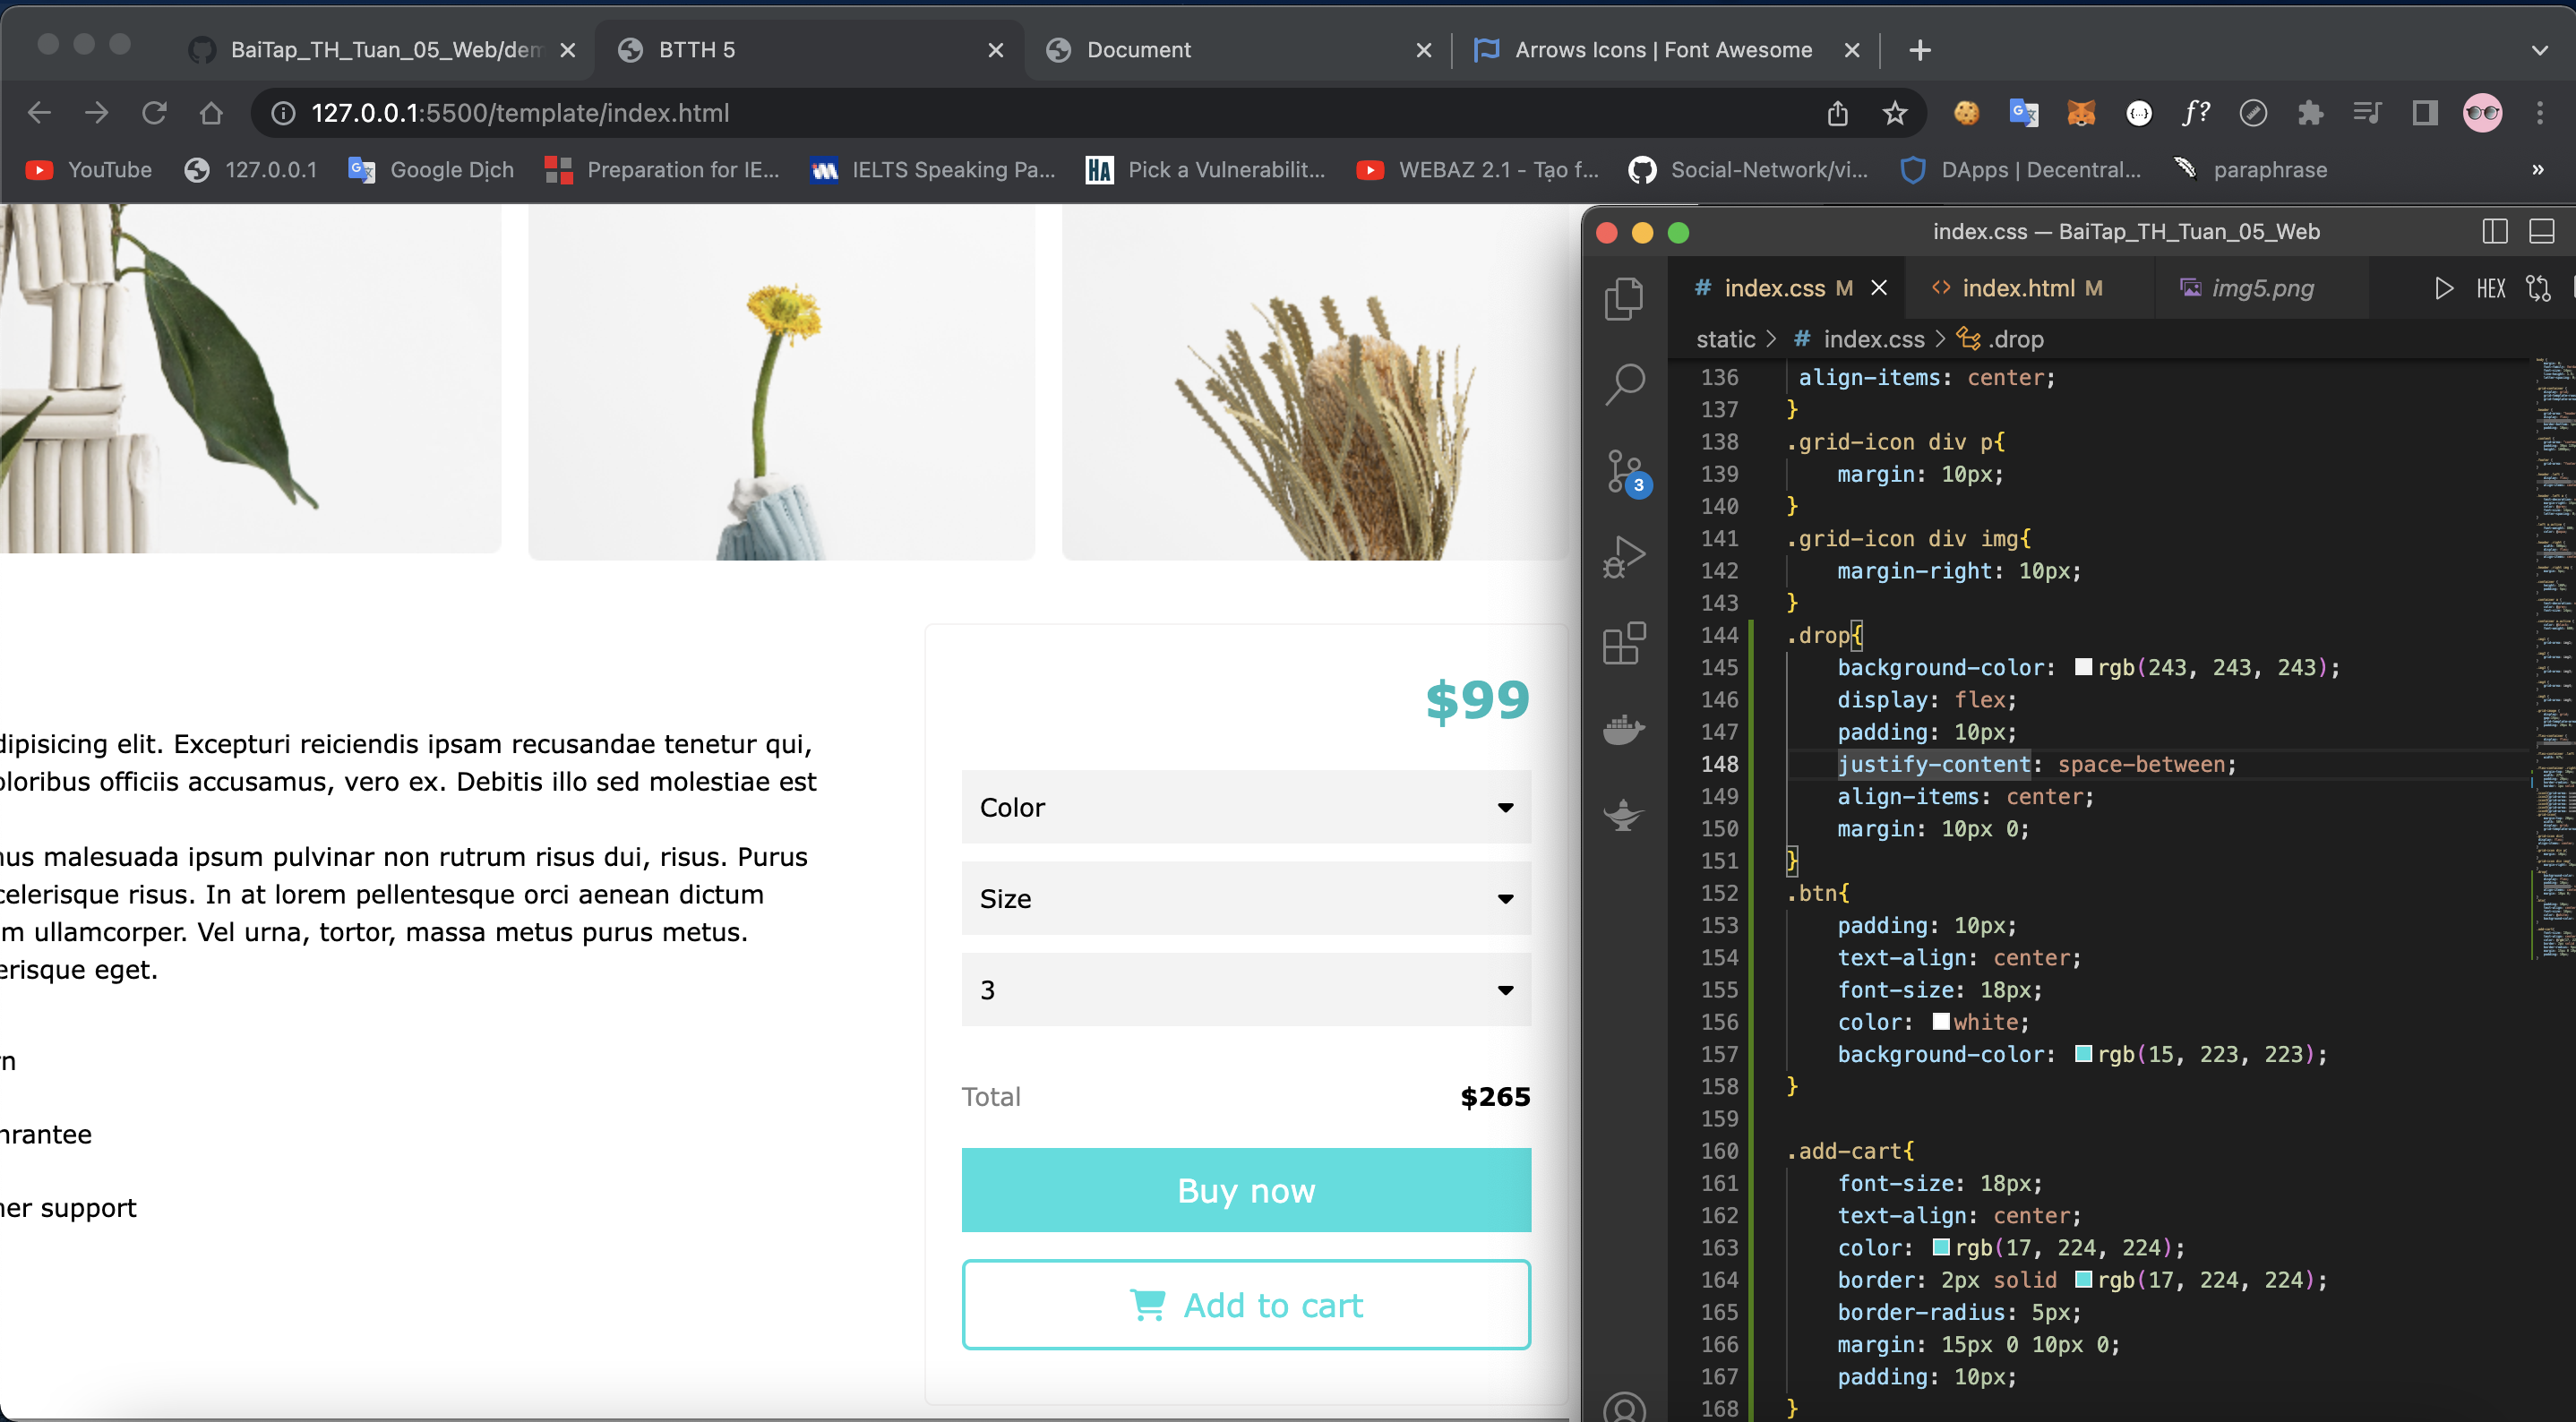 BaiTap_TH_Tuan_05_Web/dem
BTTH 5
Document
Arrows Icons | Font Awesome
127.0.0.1:5500/template/index.html
f?
YouTube
127.0.0.1
Google Dịch
Preparation for IE...
IELTS Speaking Pa...
HA
Pick a Vulnerabilit...
WEBAZ 2.1 - Tạo f...
Social-Network/vi...
DApps | Decentral...
paraphrase
»
$99
dipisicing elit. Excepturi reiciendis ipsam recusandae tenetur qui,
oloribus officiis accusamus, vero ex. Debitis illo sed molestiae est
nus malesuada ipsum pulvinar non rutrum risus dui, risus. Purus
celerisque risus. In at lorem pellentesque orci aenean dictum
m ullamcorper. Vel urna, tortor, massa metus purus metus.
erisque eget.
rn
nrantee
ner support
Color
Size
3
Total
$265
Buy now
Add to cart
index.css — BaiTap_TH_Tuan_05_Web
# index.css M
<> index.html M
img5.png
HEX
static > # index.css > .drop
3
136 align-items: center;
137 }
138 .grid-icon div p{
139 margin: 10px;
140 }
141 .grid-icon div img{
142 margin-right: 10px;
143 }
144 .drop{
145 background-color: rgb(243, 243, 243);
146 display: flex;
147 padding: 10px;
148 justify-content: space-between;
149 align-items: center;
150 margin: 10px 0;
151 }
152 .btn{
153 padding: 10px;
154 text-align: center;
155 font-size: 18px;
156 color: white;
157 background-color: rgb(15, 223, 223);
158 }
159
160 .add-cart{
161 font-size: 18px;
162 text-align: center;
163 color: rgb(17, 224, 224);
164 border: 2px solid rgb(17, 224, 224);
165 border-radius: 5px;
166 margin: 15px 0 10px 0;
167 padding: 10px;
168 }